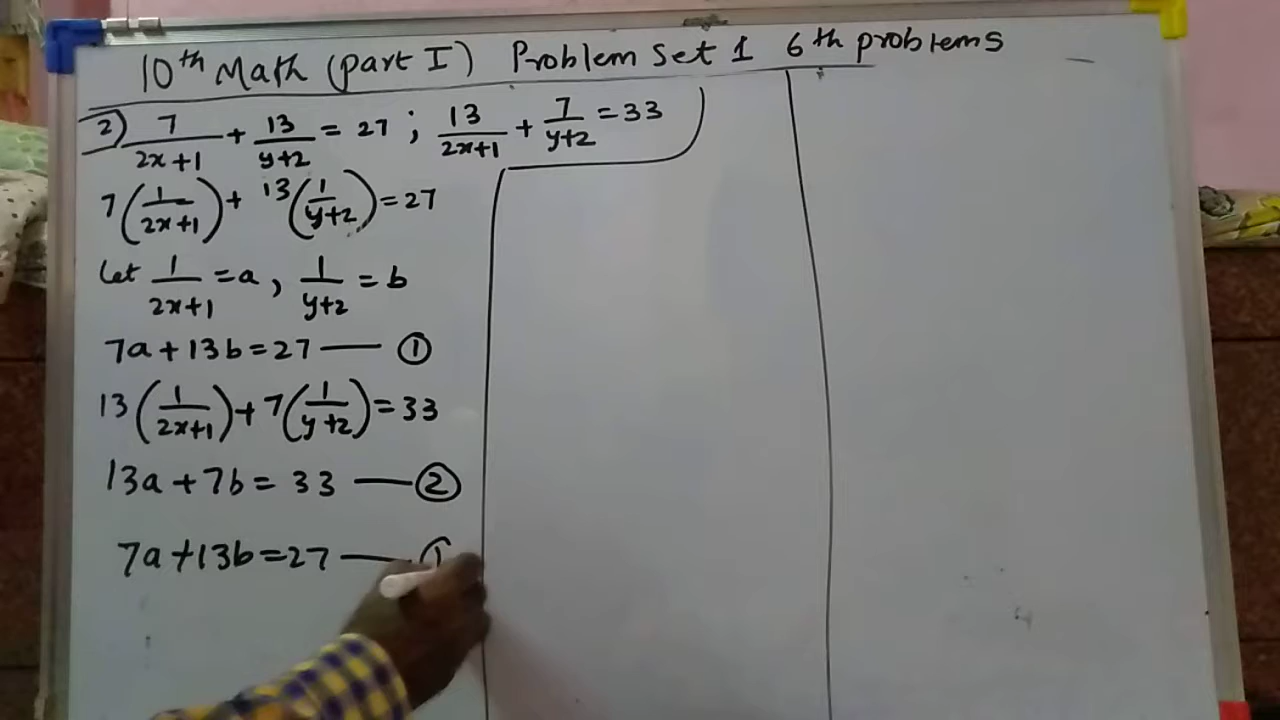 10th Math (part I) Problem Set 1 6th problems
2) 7/(2x+1) + 13/(y+2) = 27 ; 13/(2x+1) + 7/(y+2) = 33
7(1/(2x+1)) + 13(1/(y+2)) = 27
Let 1/(2x+1) = a , 1/(y+2) = b
7a + 13b = 27 — ①
13(1/(2x+1)) + 7(1/(y+2)) = 33
13a + 7b = 33 — ②
7a + 13b = 27 — ①